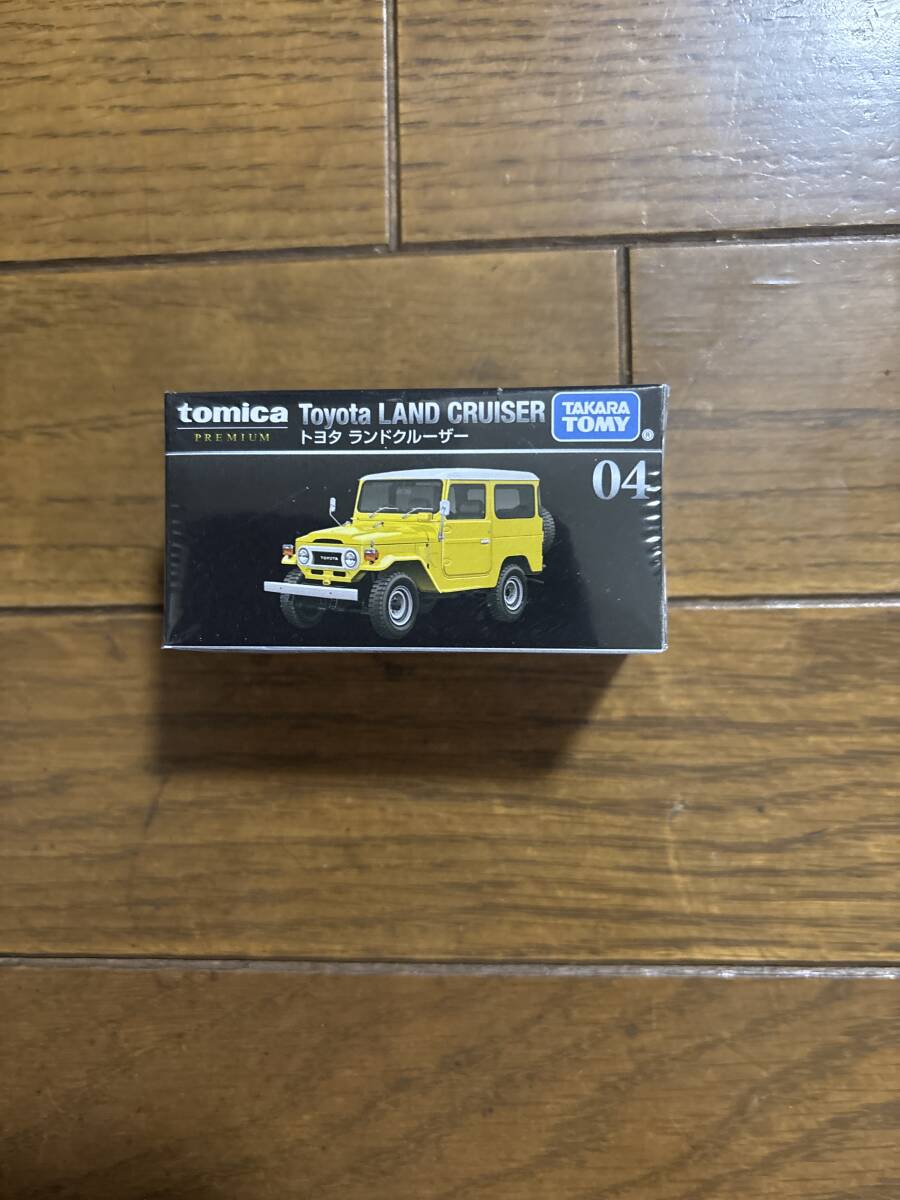 tomica
PREMIUM
Toyota LAND CRUISER
トヨタ ランドクルーザー
TAKARA
TOMY
®
04
TOYOTA